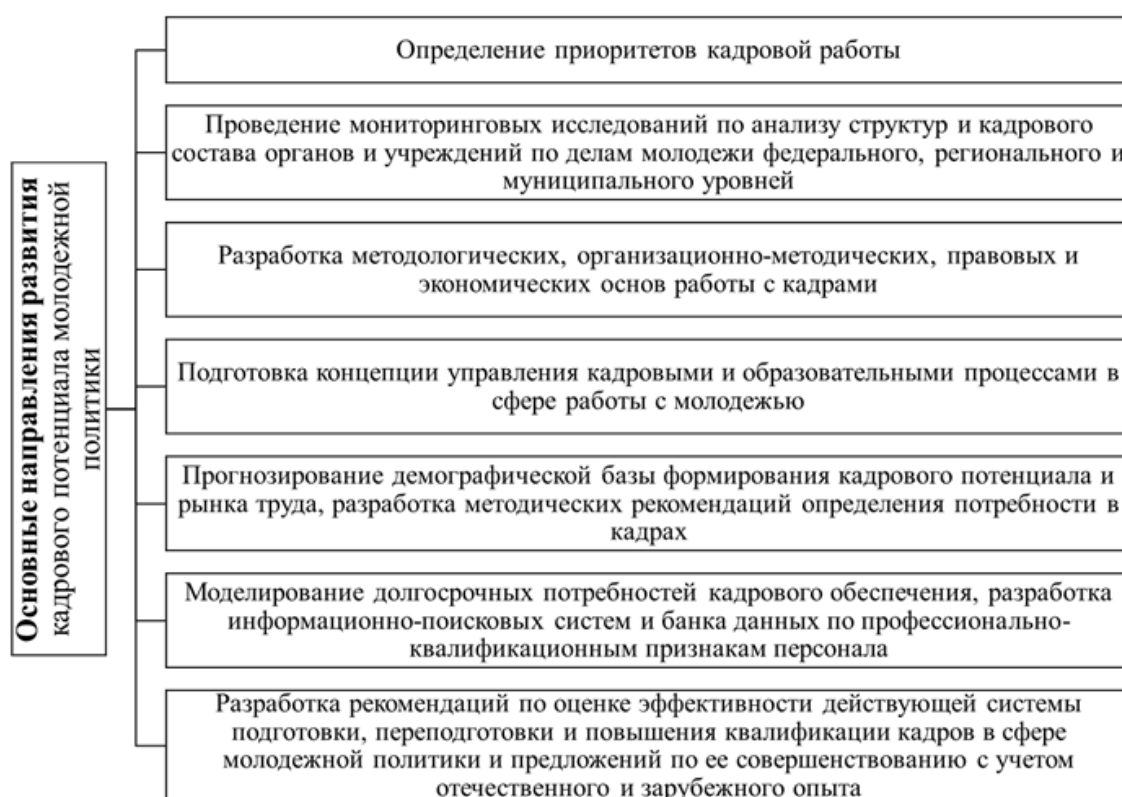 Основные направления развития
кадрового потенциала молодежной
политики
Определение приоритетов кадровой работы
Проведение мониторинговых исследований по анализу структур и кадрового
состава органов и учреждений по делам молодежи федерального, регионального и
муниципального уровней
Разработка методологических, организационно-методических, правовых и
экономических основ работы с кадрами
Подготовка концепции управления кадровыми и образовательными процессами в
сфере работы с молодежью
Прогнозирование демографической базы формирования кадрового потенциала и
рынка труда, разработка методических рекомендаций определения потребности в
кадрах
Моделирование долгосрочных потребностей кадрового обеспечения, разработка
информационно-поисковых систем и банка данных по профессионально-
квалификационным признакам персонала
Разработка рекомендаций по оценке эффективности действующей системы
подготовки, переподготовки и повышения квалификации кадров в сфере
молодежной политики и предложений по ее совершенствованию с учетом
отечественного и зарубежного опыта